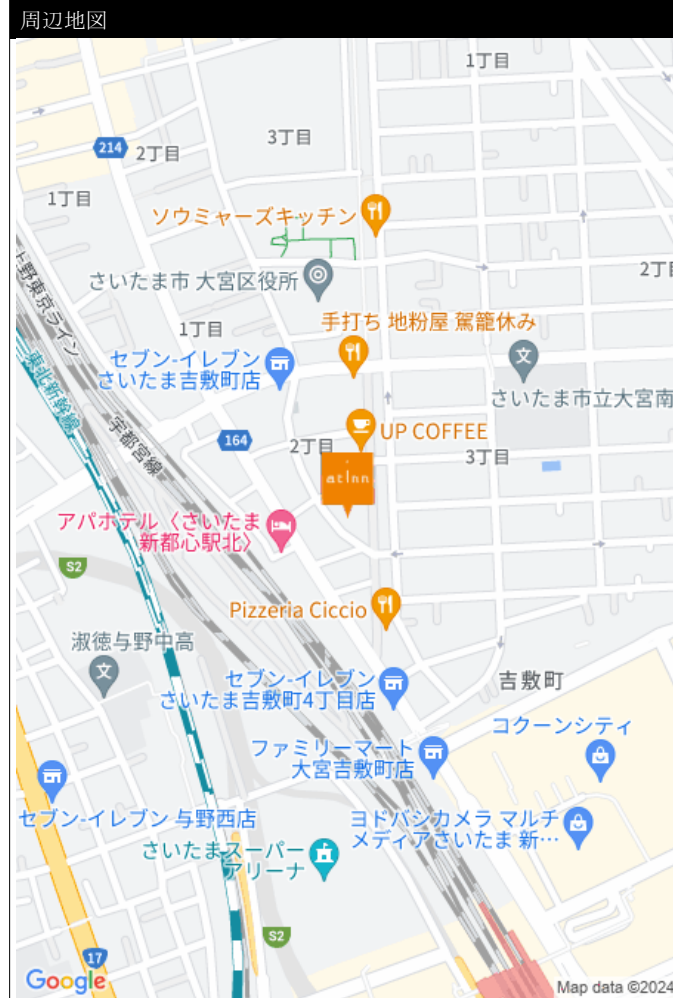 周辺地図
1丁目
3丁目
214
2丁目
1丁目
ソウミャーズキッチン
上野東京ライン
さいたま市 大宮区役所
2丁
手打ち 地粉屋 駕籠休み
1丁目
セブン-イレブン
さいたま吉敷町店
東北新幹線
さいたま市立大宮南
宇都宮線
UP COFFEE
164
2丁目
3丁目
atInn
アパホテル〈さいたま
新都心駅北〉
S2
Pizzeria Ciccio
淑徳与野中高
セブン-イレブン
さいたま吉敷町4丁目店
吉敷町
コクーンシティ
ファミリーマート
大宮吉敷町店
セブン-イレブン 与野西店
ヨドバシカメラ マルチ
メディアさいたま 新…
さいたまスーパー
アリーナ
S2
17
Google
Map data ©2024